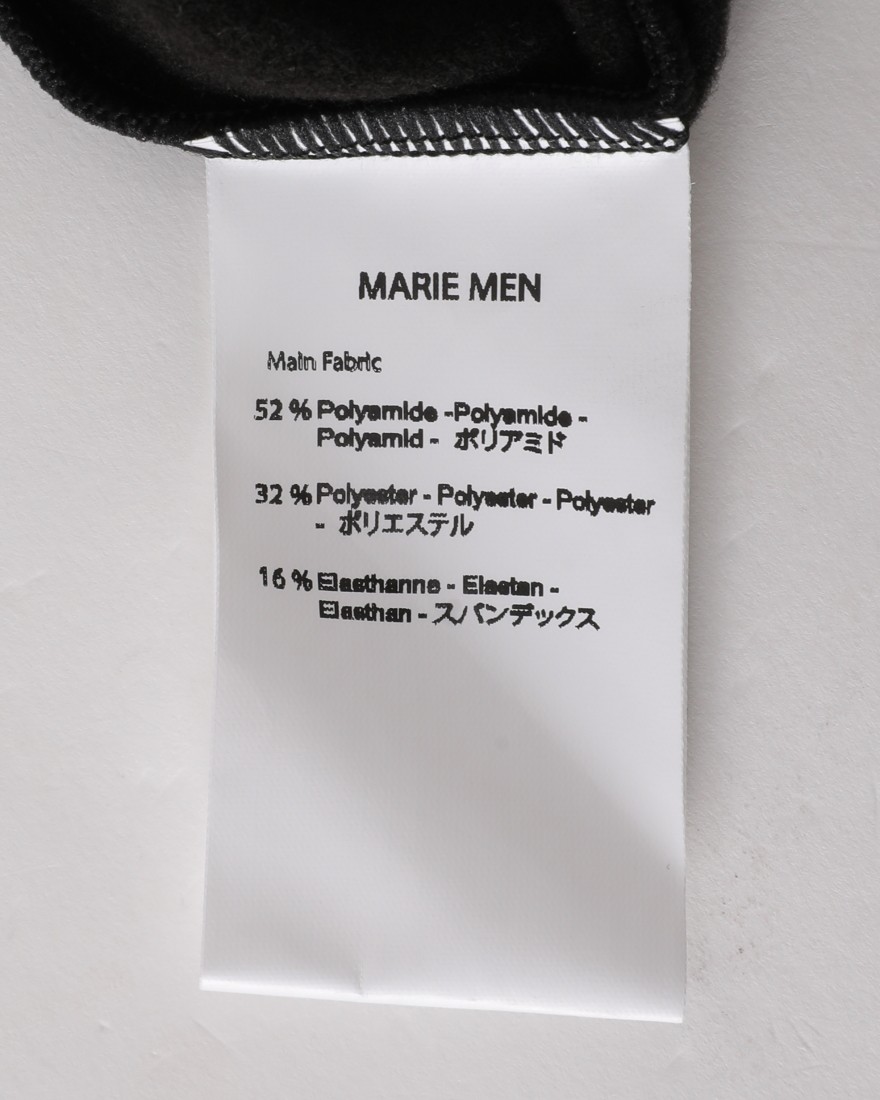 MARIE MEN
Main Fabric
52 % Polyamide -Polyamide -
Polyamid - ポリアミド
32 % Polyester - Polyester - Polyester
- ポリエステル
16 % Elasthanne - Elastan -
Elasthan - スパンデックス